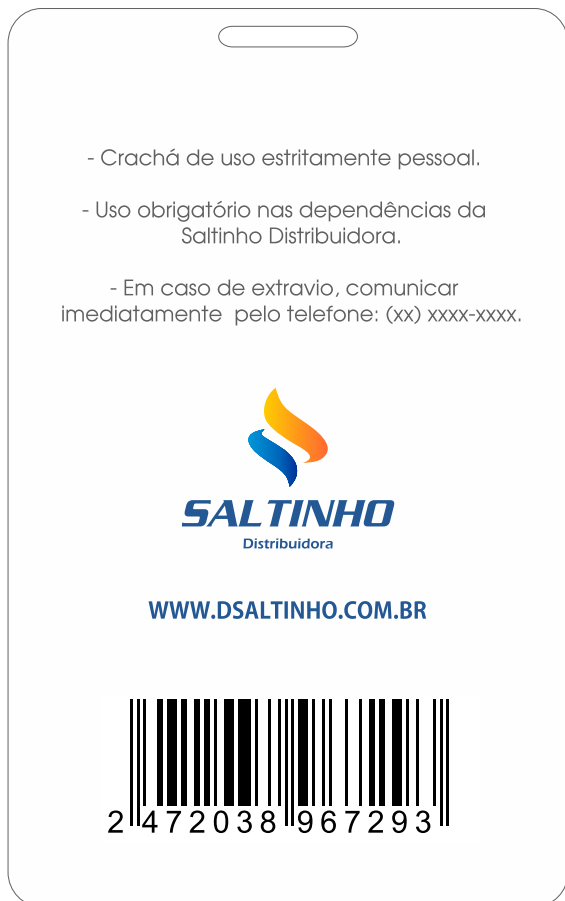 - Crachá de uso estritamente pessoal.
- Uso obrigatório nas dependências da
Saltinho Distribuidora.
- Em caso de extravio, comunicar
imediatamente  pelo telefone: (xx) xxxx-xxxx.
SALTINHO
Distribuidora
WWW.DSALTINHO.COM.BR
2 472038 967293